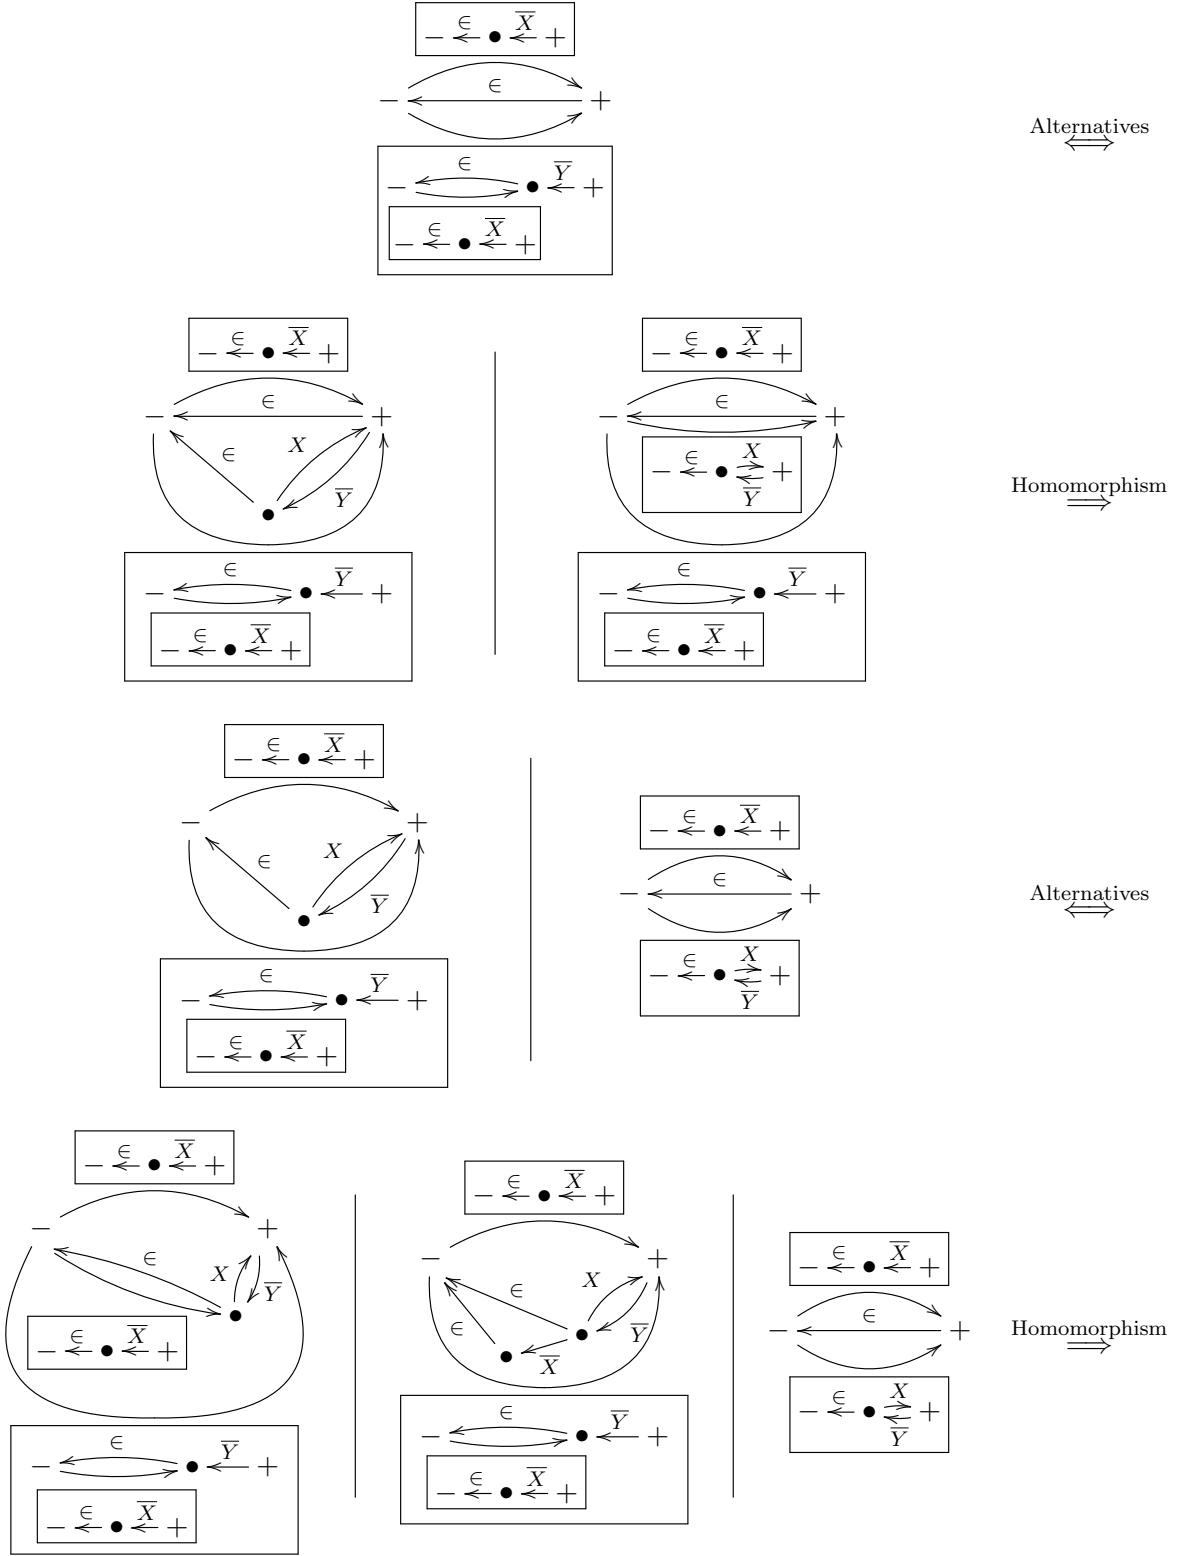 − ∈ • X̅ +
− ∈ +
− ∈ • Y̅ +
− ∈ • X̅ +
Alternatives
⟺
− ∈ • X̅ +
− ∈ +
∈ X
Y̅
•
− ∈ • Y̅ +
− ∈ • X̅ +
− ∈ • X̅ +
− ∈ +
− ∈ • X +
Y̅
− ∈ • Y̅ +
− ∈ • X̅ +
Homomorphism
⟹
− ∈ • X̅ +
− +
∈ X
Y̅
•
− ∈ • Y̅ +
− ∈ • X̅ +
− ∈ • X̅ +
− ∈ +
− ∈ • X +
Y̅
Alternatives
⟺
− ∈ • X̅ +
− +
∈ X Y̅
•
− ∈ • X̅ +
− ∈ • Y̅ +
− ∈ • X̅ +
− ∈ • X̅ +
− +
∈ X
∈ • Y̅
• X̅
− ∈ • Y̅ +
− ∈ • X̅ +
− ∈ • X̅ +
− ∈ +
− ∈ • X +
Y̅
Homomorphism
⟹